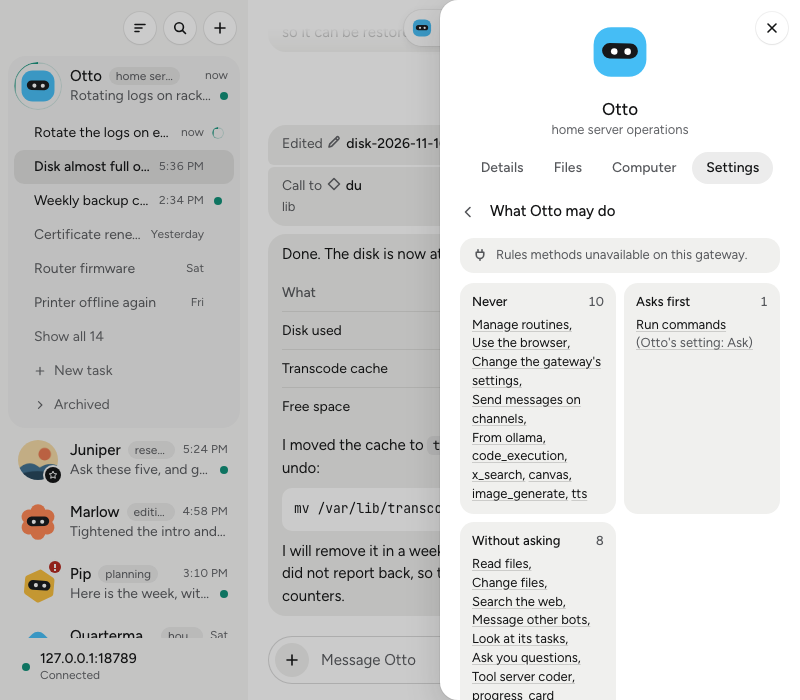 Otto
home ser...
now
Rotating logs on rack...
Rotate the logs on e...
now
Disk almost full o...
5:36 PM
Weekly backup c...
2:34 PM
Certificate rene...
Yesterday
Router firmware
Sat
Printer offline again
Fri
Show all 14
New task
Archived
Juniper
rese...
5:24 PM
Ask these five, and g...
Marlow
editi...
4:58 PM
Tightened the intro and...
Pip
planning
3:10 PM
Here is the week, wit...
Quarterma
hou...
Sat
127.0.0.1:18789
Connected
so it can be restor
Edited disk-2026-11-1
Call to du
lib
Done. The disk is now at
What
Disk used
Transcode cache
Free space
I moved the cache to t
undo:
mv /var/lib/transco
I will remove it in a week
did not report back, so t
counters.
Message Otto
Otto
home server operations
Details
Files
Computer
Settings
What Otto may do
Rules methods unavailable on this gateway.
Never
10
Manage routines,
Use the browser,
Change the gateway's
settings,
Send messages on
channels,
From ollama,
code_execution,
x_search, canvas,
image_generate, tts
Asks first
1
Run commands
(Otto's setting: Ask)
Without asking
8
Read files,
Change files,
Search the web,
Message other bots,
Look at its tasks,
Ask you questions,
Tool server coder,
progress_card